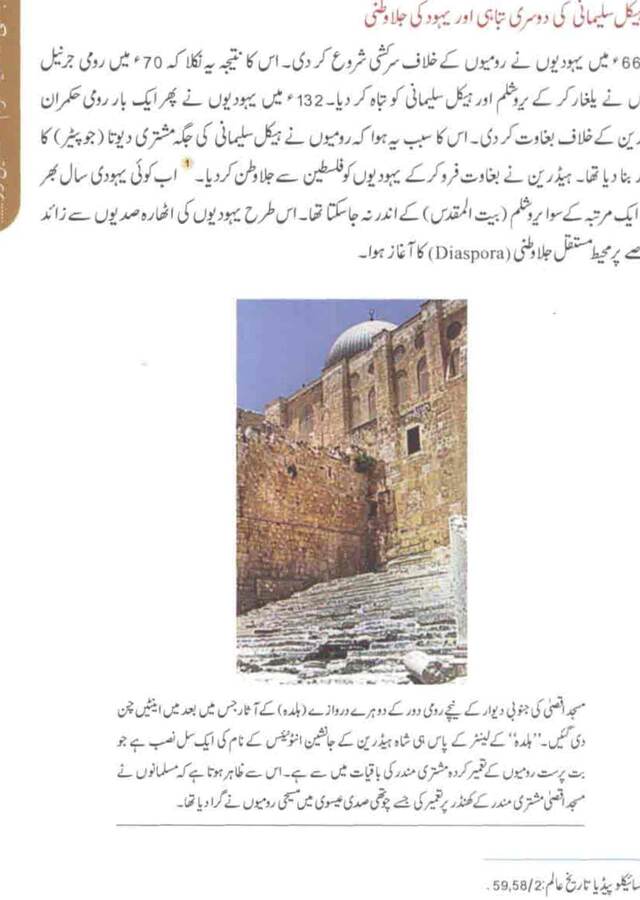 ہیکل سلیمانی کی دوسری تباہی اور یہود کی جلاوطنی
66ء میں یہودیوں نے رومیوں کے خلاف سرکشی شروع کر دی۔ اس کا نتیجہ یہ نکلا کہ 70ء میں رومی جرنیل
نے یلغار کر کے یروشلم اور ہیکل سلیمانی کو تباہ کر دیا۔ 132ء میں یہودیوں نے پھر ایک بار رومی حکمران
کے خلاف بغاوت کر دی۔ اس کا سبب یہ ہوا کہ رومیوں نے ہیکل سلیمانی کی جگہ مشتری دیوتا (جوپیٹر) کا
بنا دیا تھا۔ ہیڈرین نے بغاوت فرو کر کے یہودیوں کو فلسطین سے جلاوطن کر دیا۔ 1 اب کوئی یہودی سال بھر
ایک مرتبہ کے سوا یروشلم (بیت المقدس) کے اندر نہ جا سکتا تھا۔ اس طرح یہودیوں کی اٹھارہ صدیوں سے زائد
پر محیط مستقل جلاوطنی (Diaspora) کا آغاز ہوا۔
مسجد اقصیٰ کی جنوبی دیوار کے نیچے رومی دور کے دوہرے دروازے (ہلدہ) کے آثار جس میں بعد میں اینٹیں چن
دی گئیں۔ ”ہلدہ“ کے لینٹر کے پاس ہی شاہ ہیڈرین کے جانشین انٹونیئس کے نام کی ایک سل نصب ہے جو
بت پرست رومیوں کے تعمیر کردہ مشتری مندر کی باقیات میں سے ہے۔ اس سے ظاہر ہوتا ہے کہ مسلمانوں نے
مسجد اقصیٰ مشتری مندر کے کھنڈر پر تعمیر کی جسے چوتھی صدی عیسوی میں مسیحی رومیوں نے گرا دیا تھا۔
سائیکلوپیڈیا تاریخ عالم: 59,58/2۔